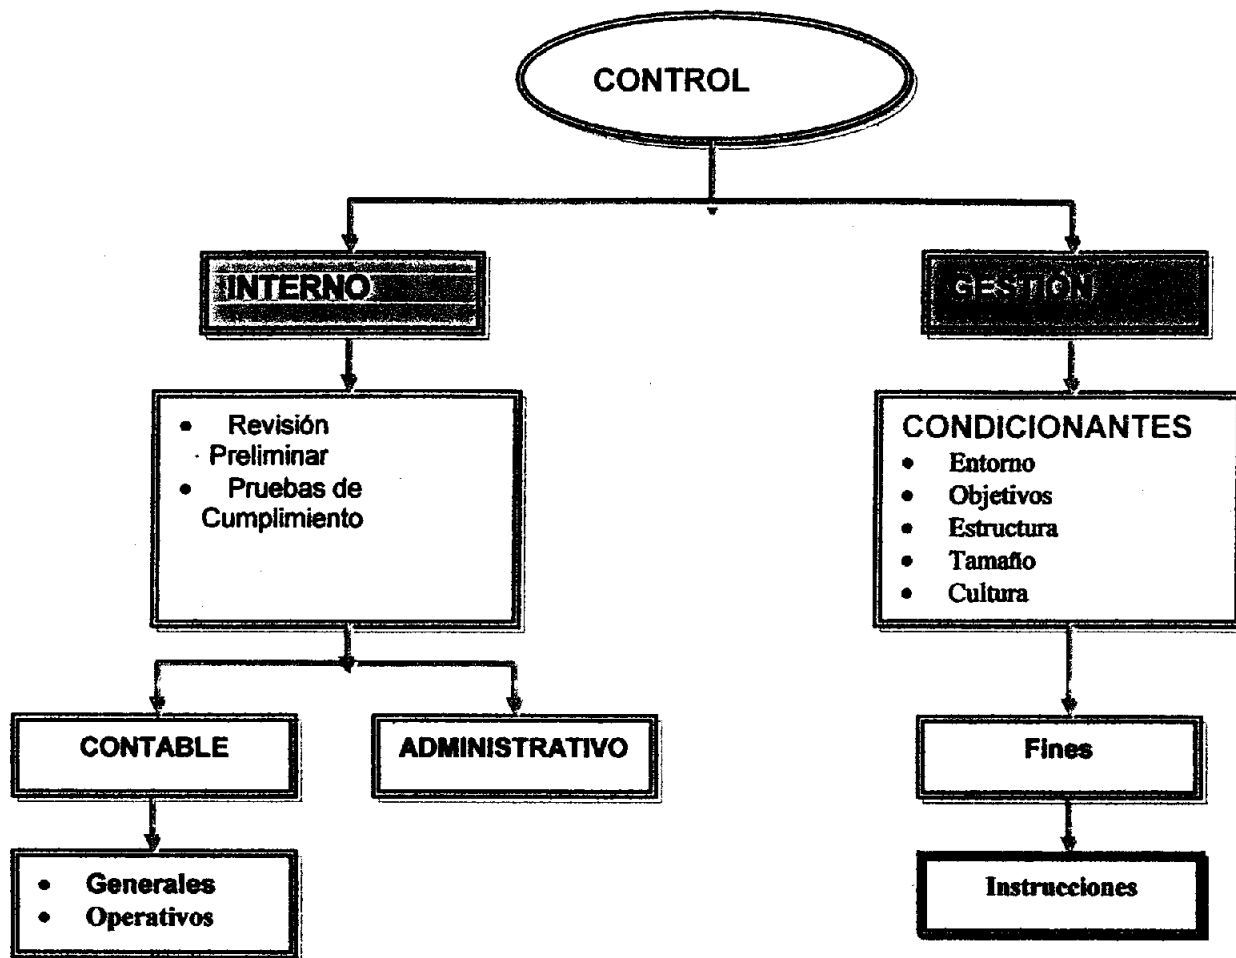 CONTROL
INTERNO
GESTIÓN
• Revisión
Preliminar
• Pruebas de
Cumplimiento
CONDICIONANTES
• Entorno
• Objetivos
• Estructura
• Tamaño
• Cultura
CONTABLE
ADMINISTRATIVO
Fines
• Generales
• Operativos
Instrucciones